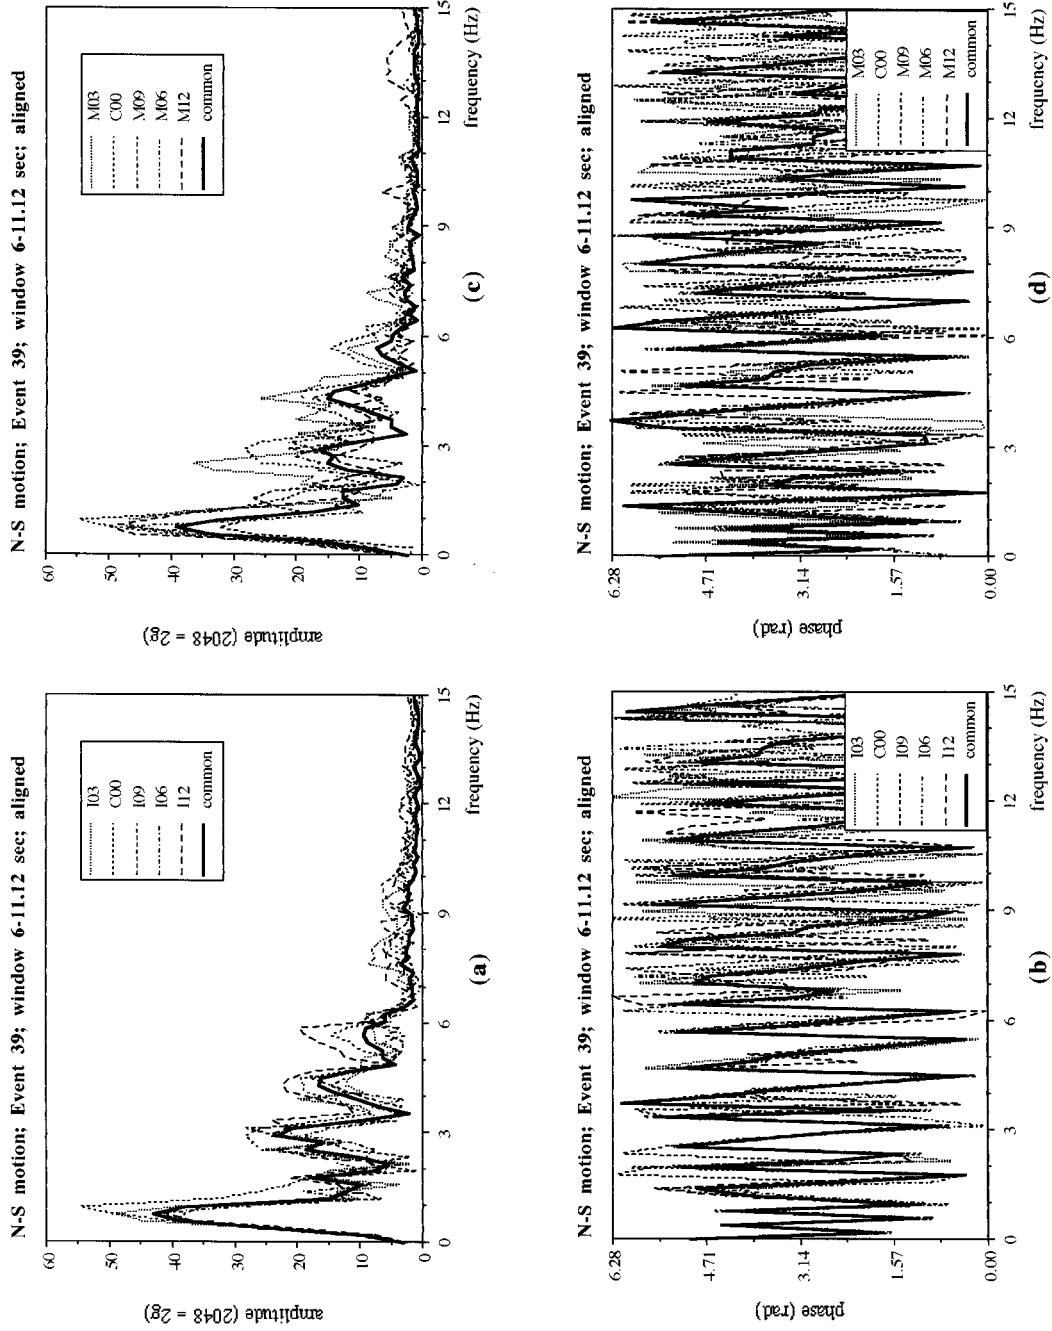 N-S motion; Event 39; window 6-11.12 sec; aligned
amplitude (2048 = 2g)
60
50
40
30
20
10
0
I03
C00
I09
I06
I12
common
0
3
6
9
12
15
frequency (Hz)
(a)
N-S motion; Event 39; window 6-11.12 sec; aligned
amplitude (2048 = 2g)
60
50
40
30
20
10
0
M03
C00
M09
M06
M12
common
0
3
6
9
12
15
frequency (Hz)
(c)
N-S motion; Event 39; window 6-11.12 sec; aligned
phase (rad)
6.28
4.71
3.14
1.57
0.00
I03
C00
I09
I06
I12
common
0
3
6
9
12
15
frequency (Hz)
(b)
N-S motion; Event 39; window 6-11.12 sec; aligned
phase (rad)
6.28
4.71
3.14
1.57
0.00
M03
C00
M09
M06
M12
common
0
3
6
9
12
15
frequency (Hz)
(d)